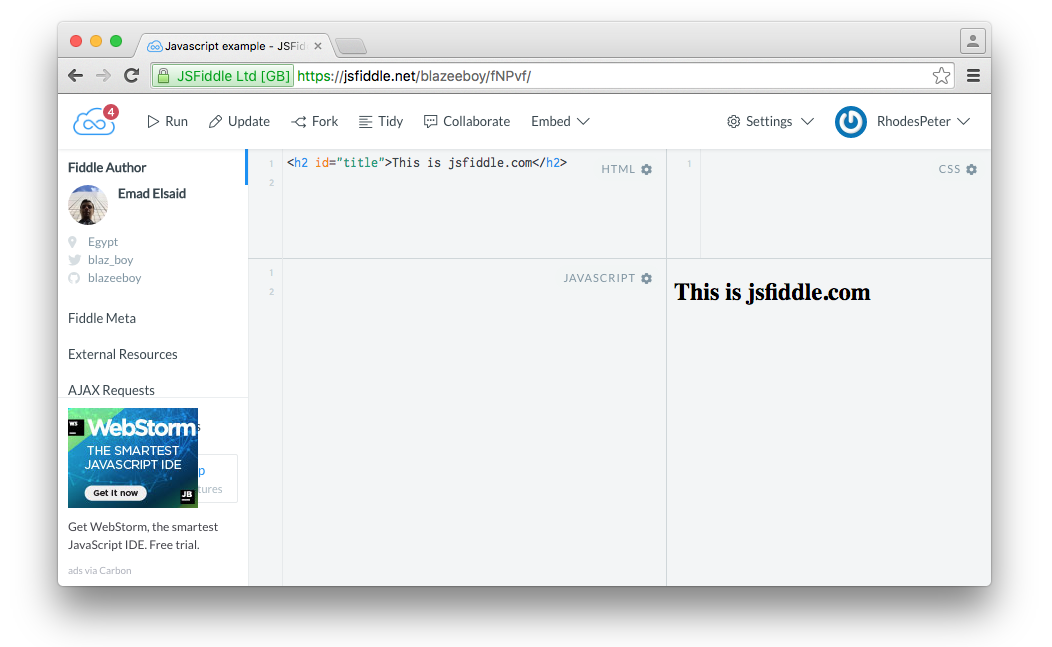 Javascript example - JSFid
JSFiddle Ltd [GB] https://jsfiddle.net/blazeeboy/fNPvf/
4
Run Update Fork Tidy Collaborate Embed Settings RhodesPeter
Fiddle Author
Emad Elsaid
Egypt
blaz_boy
blazeeboy
Fiddle Meta
External Resources
AJAX Requests
1 <h2 id="title">This is jsfiddle.com</h2>
2
HTML
1
CSS
1
2
JAVASCRIPT
This is jsfiddle.com
WS
WebStorm
THE SMARTEST
JAVASCRIPT IDE
Get it now
JB
s
p
tures
Get WebStorm, the smartest
JavaScript IDE. Free trial.
ads via Carbon